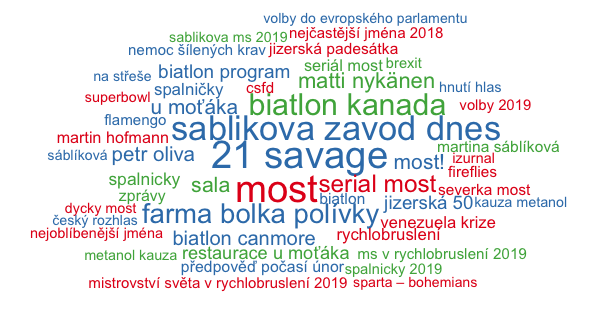 volby do evropského parlamentu
sablikova ms 2019 nejčastější jména 2018
nemoc šílených krav jizerská padesátka
na střeše biatlon program seriál most brexit
spalničky csfd matti nykänen hnutí hlas
superbowl u moťáka biatlon kanada volby 2019
flamengo sablikova zavod dnes
martin hofmann martina sáblíková
sáblíková petr oliva 21 savage most! izurnal
fireflies
spalnicky sala most serial most severka most
zprávy biatlon jizerská 50 kauza metanol
dycky most farma bolka polívky
český rozhlas venezuela krize
nejoblíbenější jména biatlon canmore rychlobruslení
metanol kauza restaurace u moťáka ms v rychlobruslení 2019
předpověď počasí únor spalnicky 2019
mistrovství světa v rychlobruslení 2019 sparta – bohemians